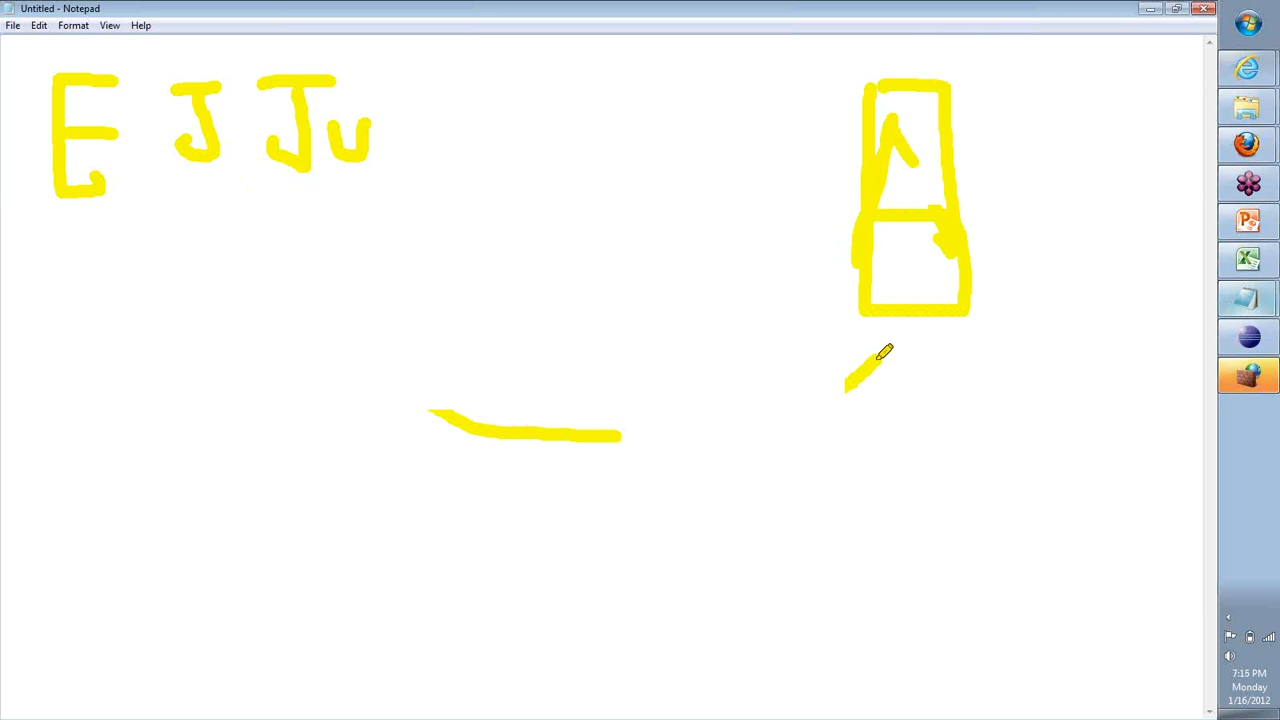 Untitled - Notepad
File Edit Format View Help
E J Ju
7:15 PM
Monday
1/16/2012